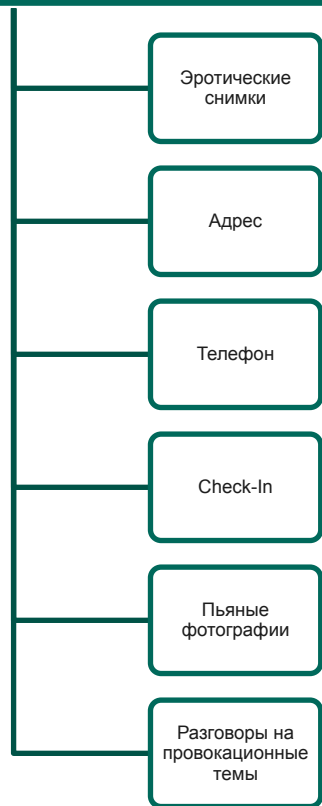 Эротические
снимки
Адрес
Телефон
Check-In
Пьяные
фотографии
Разговоры на
провокационные
темы